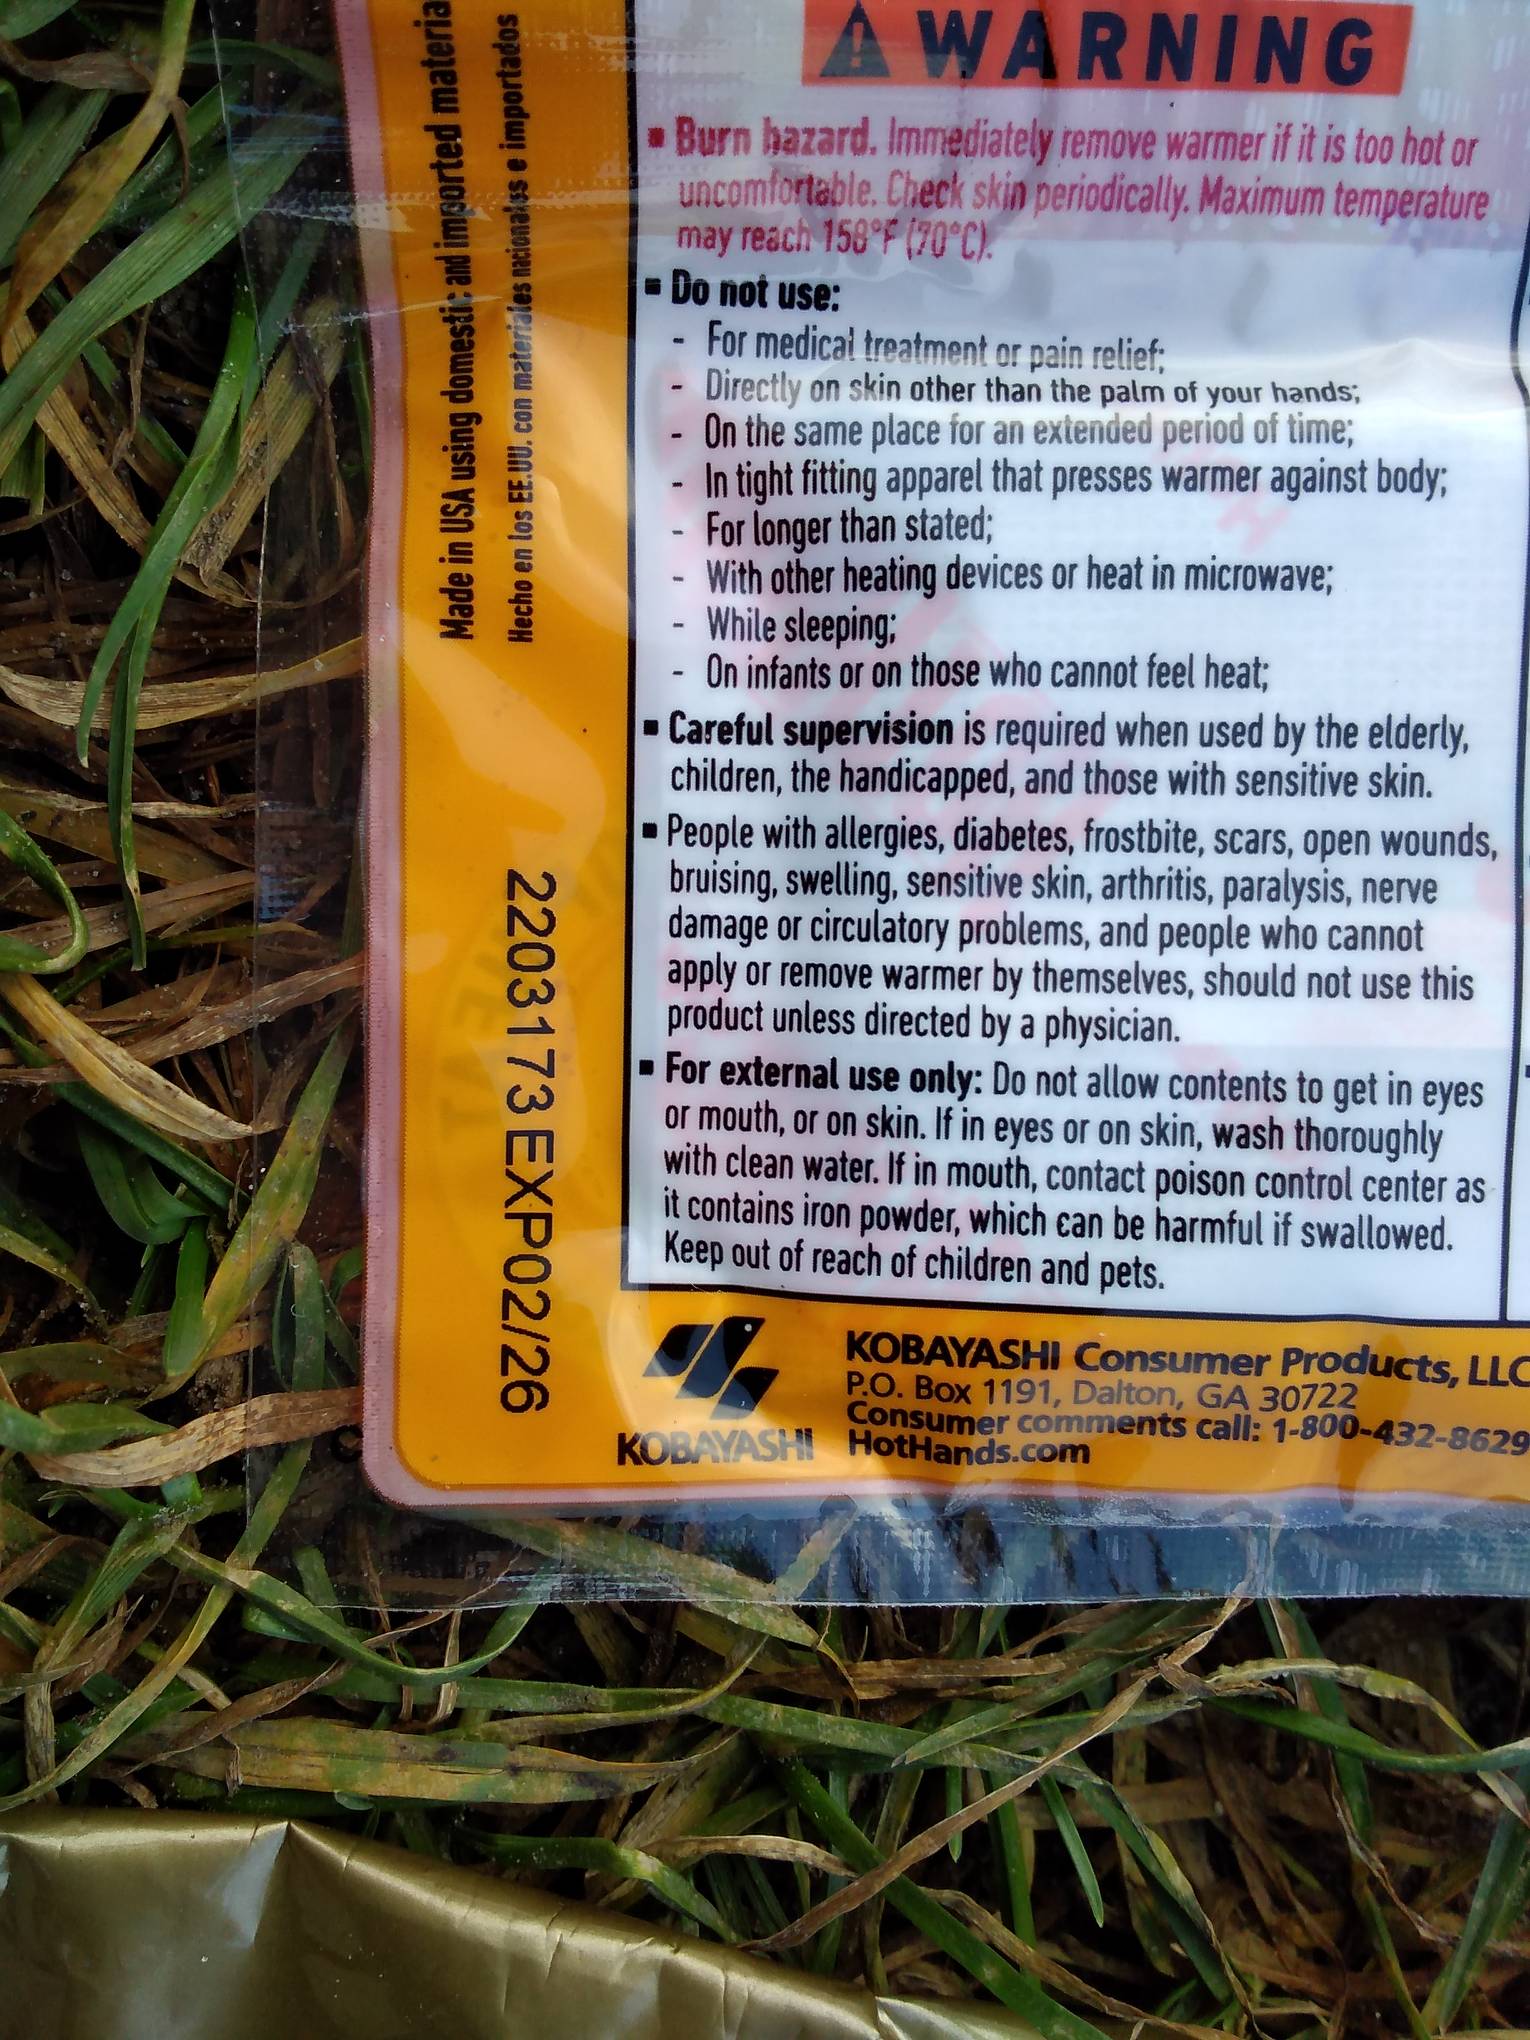 WARNING
▪ Burn hazard. Immediately remove warmer if it is too hot or
uncomfortable. Check skin periodically. Maximum temperature
may reach 158°F (70°C).
▪ Do not use:
- For medical treatment or pain relief;
- Directly on skin other than the palm of your hands;
- On the same place for an extended period of time;
- In tight fitting apparel that presses warmer against body;
- For longer than stated;
- With other heating devices or heat in microwave;
- While sleeping;
- On infants or on those who cannot feel heat;
▪ Careful supervision is required when used by the elderly,
children, the handicapped, and those with sensitive skin.
▪ People with allergies, diabetes, frostbite, scars, open wounds,
bruising, swelling, sensitive skin, arthritis, paralysis, nerve
damage or circulatory problems, and people who cannot
apply or remove warmer by themselves, should not use this
product unless directed by a physician.
▪ For external use only: Do not allow contents to get in eyes
or mouth, or on skin. If in eyes or on skin, wash thoroughly
with clean water. If in mouth, contact poison control center as
it contains iron powder, which can be harmful if swallowed.
Keep out of reach of children and pets.
KOBAYASHI
KOBAYASHI Consumer Products, LLC
P.O. Box 1191, Dalton, GA 30722
Consumer comments call: 1-800-432-8629
HotHands.com
Made in USA using domestic and imported materia
Hecho en los EE.UU. con materiales nacionales e importados
2203173 EXP02/26